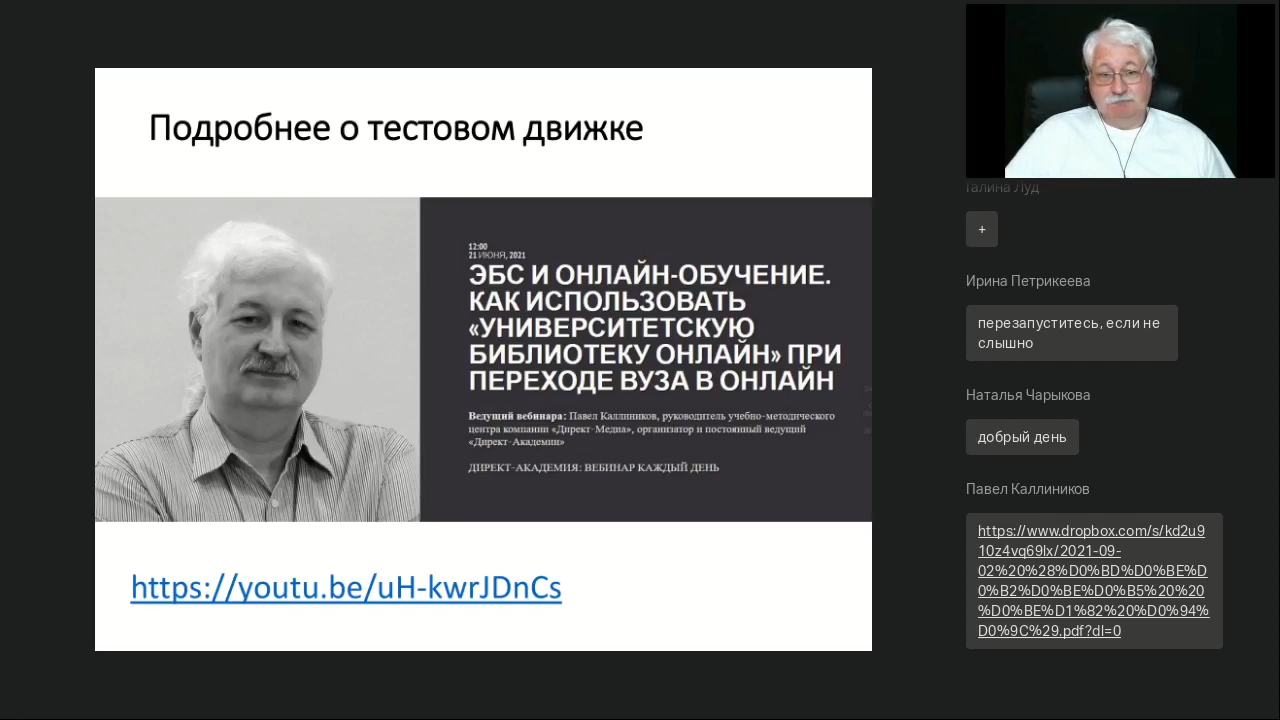 Подробнее о тестовом движке
12:00
21 ИЮНЯ, 2021
ЭБС И ОНЛАЙН-ОБУЧЕНИЕ.
КАК ИСПОЛЬЗОВАТЬ
«УНИВЕРСИТЕТСКУЮ
БИБЛИОТЕКУ ОНЛАЙН» ПРИ
ПЕРЕХОДЕ ВУЗА В ОНЛАЙН
Ведущий вебинара: Павел Каллиников, руководитель учебно-методического
центра компании «Директ-Медиа», организатор и постоянный ведущий
«Директ-Академии»
ДИРЕКТ-АКАДЕМИЯ: ВЕБИНАР КАЖДЫЙ ДЕНЬ
https://youtu.be/uH-kwrJDnCs
Галина Луд
+
Ирина Петрикеева
перезапуститесь, если не
слышно
Наталья Чарыкова
добрый день
Павел Каллиников
https://www.dropbox.com/s/kd2u9
10z4vq69lx/2021-09-
02%20%28%D0%BD%D0%BE%D
0%B2%D0%BE%D0%B5%20%20
%D0%BE%D1%82%20%D0%94%
D0%9C%29.pdf?dl=0